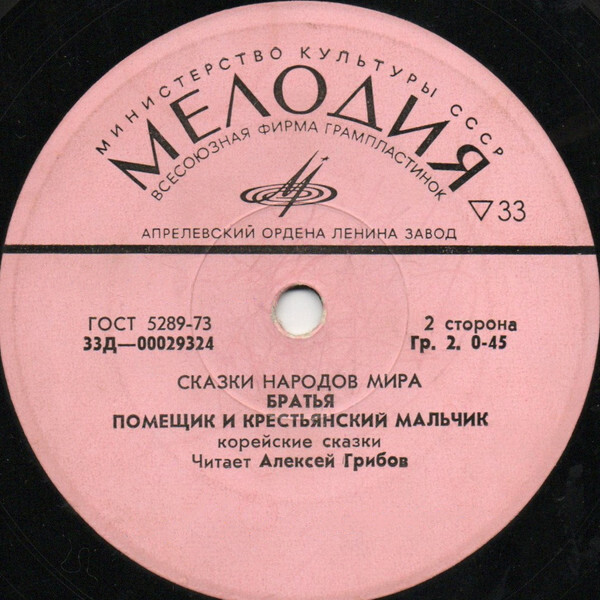 МИНИСТЕРСТВО КУЛЬТУРЫ СССР
МЕЛОДИЯ
ВСЕСОЮЗНАЯ ФИРМА ГРАМПЛАСТИНОК
▽33
АПРЕЛЕВСКИЙ ОРДЕНА ЛЕНИНА ЗАВОД
ГОСТ 5289-73
2 сторона
33Д—00029324
Гр. 2. 0-45
СКАЗКИ НАРОДОВ МИРА
БРАТЬЯ
ПОМЕЩИК И КРЕСТЬЯНСКИЙ МАЛЬЧИК
корейские сказки
Читает Алексей Грибов